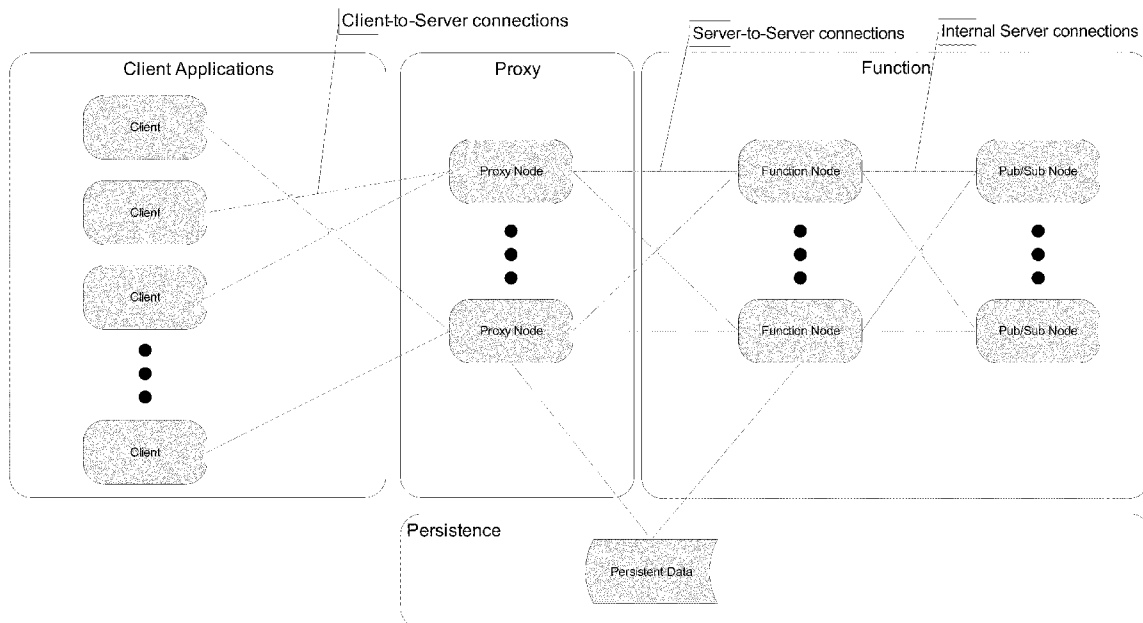 Client-to-Server connections
Server-to-Server connections
Internal Server connections
Client Applications
Proxy
Function
Client
Client
Client
Client
Proxy Node
Proxy Node
Function Node
Function Node
Pub/Sub Node
Pub/Sub Node
Persistence
Persistent Data